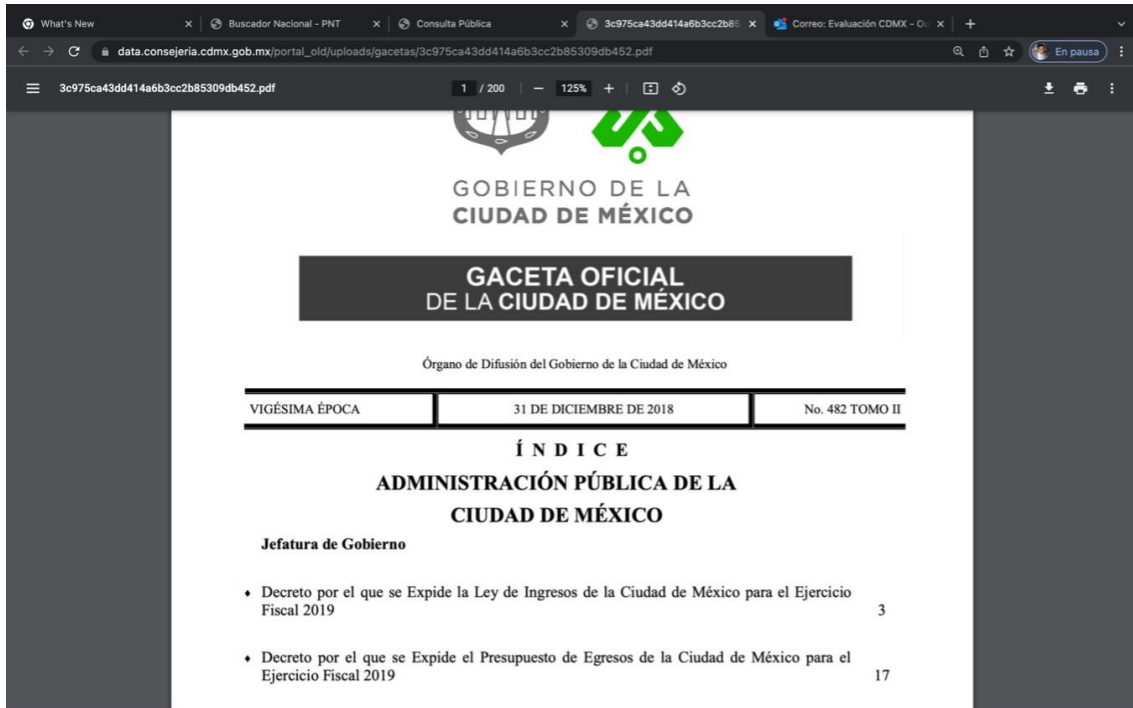 What's New
Buscador Nacional - PNT
Consulta Pública
3c975ca43dd414a6b3cc2b85
Correo: Evaluación CDMX - Ou
data.consejeria.cdmx.gob.mx/portal_old/uploads/gacetas/3c975ca43dd414a6b3cc2b85309db452.pdf
En pausa
3c975ca43dd414a6b3cc2b85309db452.pdf
1 / 200
125%
GOBIERNO DE LA
CIUDAD DE MÉXICO
GACETA OFICIAL
DE LA CIUDAD DE MÉXICO
Órgano de Difusión del Gobierno de la Ciudad de México
VIGÉSIMA ÉPOCA
31 DE DICIEMBRE DE 2018
No. 482 TOMO II
Í N D I C E
ADMINISTRACIÓN PÚBLICA DE LA
CIUDAD DE MÉXICO
Jefatura de Gobierno
♦ Decreto por el que se Expide la Ley de Ingresos de la Ciudad de México para el Ejercicio
Fiscal 2019 3
♦ Decreto por el que se Expide el Presupuesto de Egresos de la Ciudad de México para el
Ejercicio Fiscal 2019 17